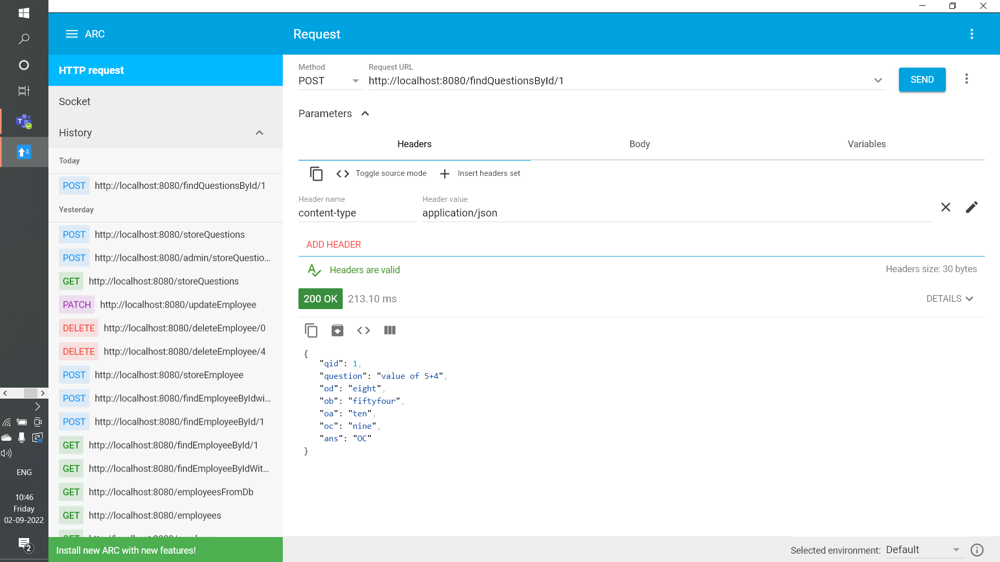 ARC
Request
HTTP request
Socket
History
Today
POST http://localhost:8080/findQuestionsById/1
Yesterday
POST http://localhost:8080/storeQuestions
POST http://localhost:8080/admin/storeQuestio...
GET http://localhost:8080/storeQuestions
PATCH http://localhost:8080/updateEmployee
DELETE http://localhost:8080/deleteEmployee/0
DELETE http://localhost:8080/deleteEmployee/4
POST http://localhost:8080/storeEmployee
POST http://localhost:8080/findEmployeeByIdwi...
POST http://localhost:8080/findEmployeeById/1
GET http://localhost:8080/findEmployeeById/1
GET http://localhost:8080/findEmployeeByIdWit...
GET http://localhost:8080/employeesFromDb
GET http://localhost:8080/employees
Install new ARC with new features!
Method
POST
Request URL
http://localhost:8080/findQuestionsById/1
SEND
Parameters
Headers
Body
Variables
Toggle source mode
Insert headers set
Header name
content-type
Header value
application/json
ADD HEADER
Headers are valid
Headers size: 30 bytes
200 OK
213.10 ms
DETAILS
{
"qid": 1,
"question": "value of 5+4",
"od": "eight",
"ob": "fiftyfour",
"oa": "ten",
"oc": "nine",
"ans": "OC"
}
Selected environment: Default
T
ENG
10:46
Friday
02-09-2022
2